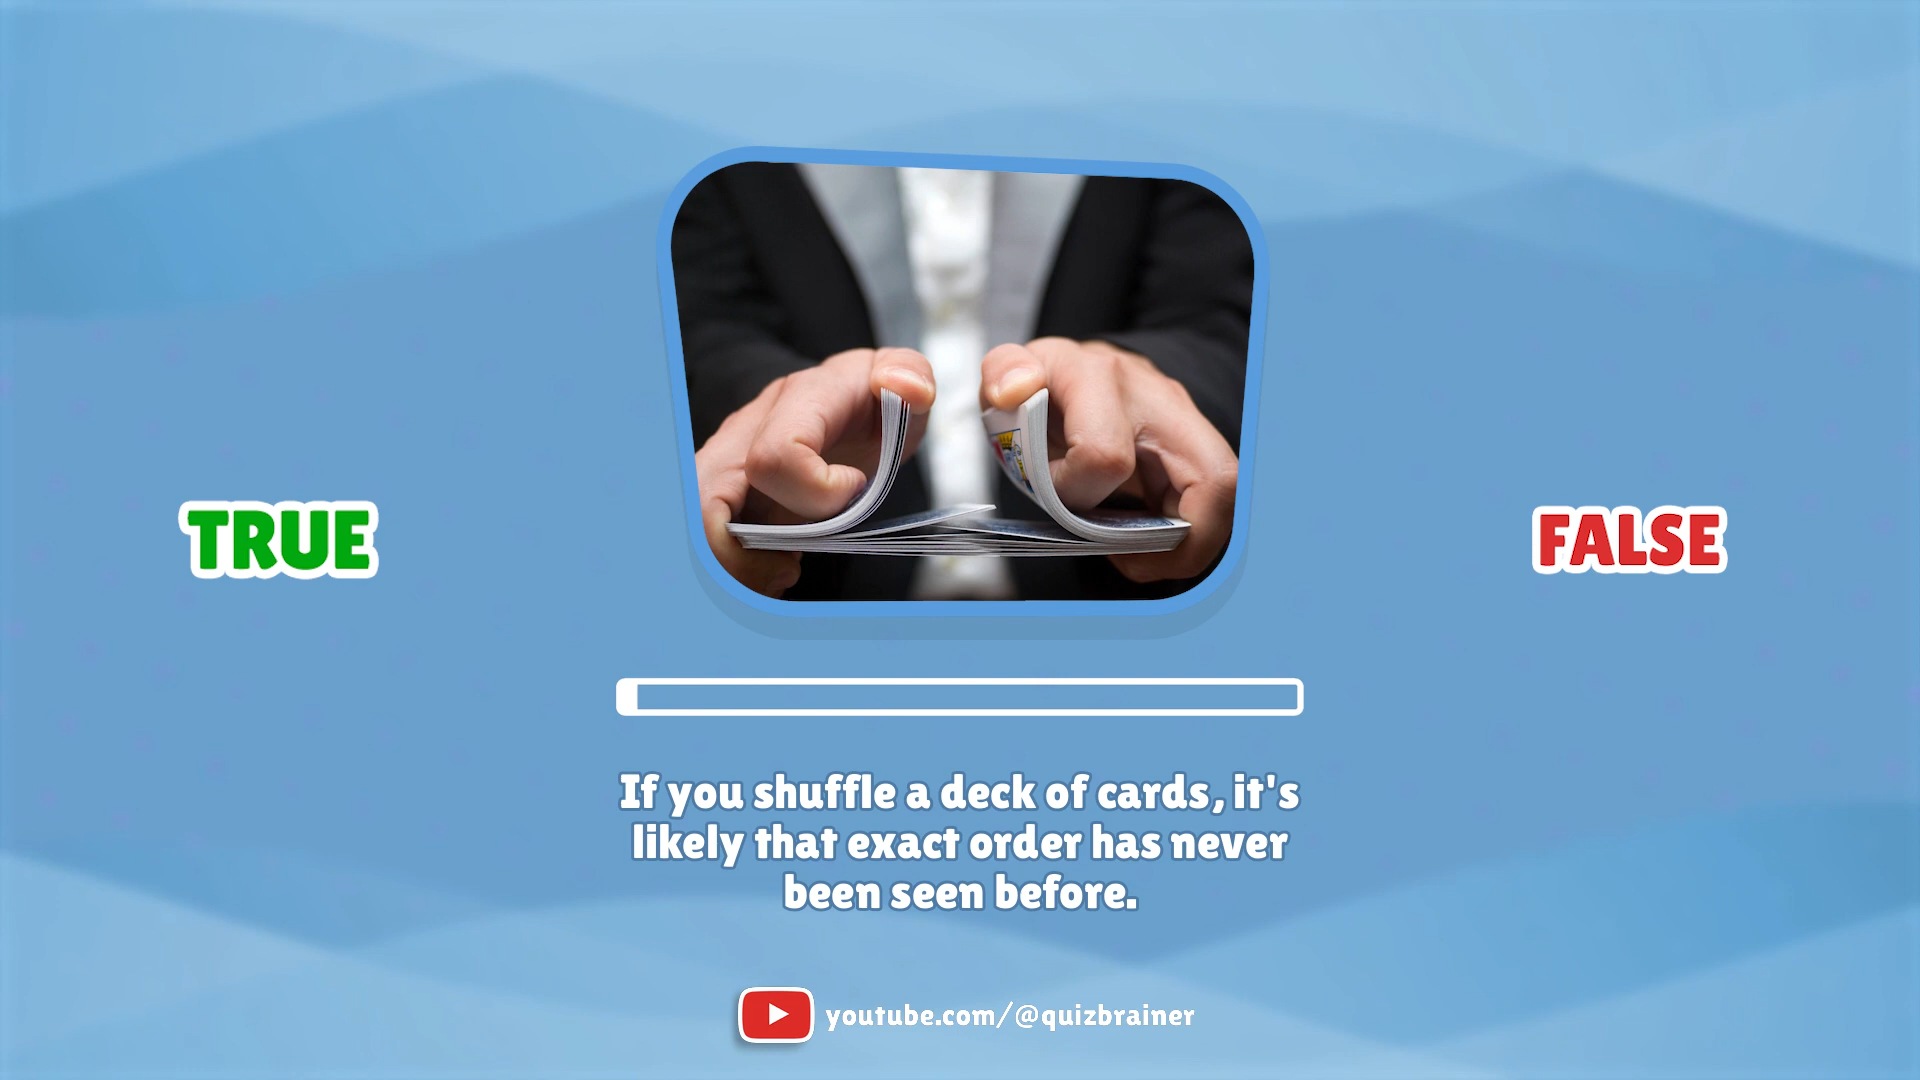 TRUE
FALSE
If you shuffle a deck of cards, it's
likely that exact order has never
been seen before.
youtube.com/@quizbrainer